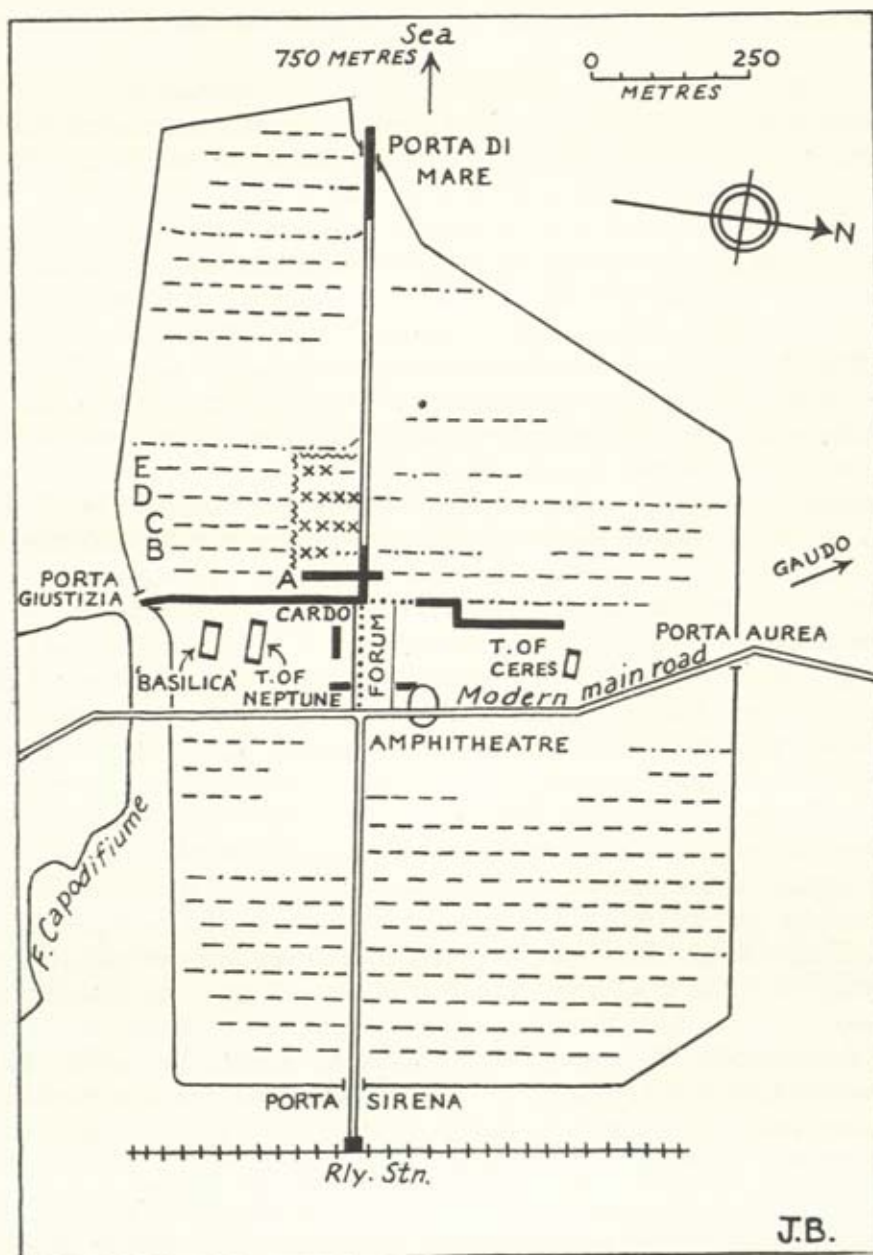 Sea
750 METRES
0 250
METRES
PORTA DI
MARE
N
E
D
C
B
A
GAUDO
PORTA
GIUSTIZIA
CARDO
FORUM
T. OF
CERES
PORTA AUREA
'BASILICA'
T. OF
NEPTUNE
Modern main road
AMPHITHEATRE
F. Capodifiume
PORTA SIRENA
Rly. Stn.
J.B.